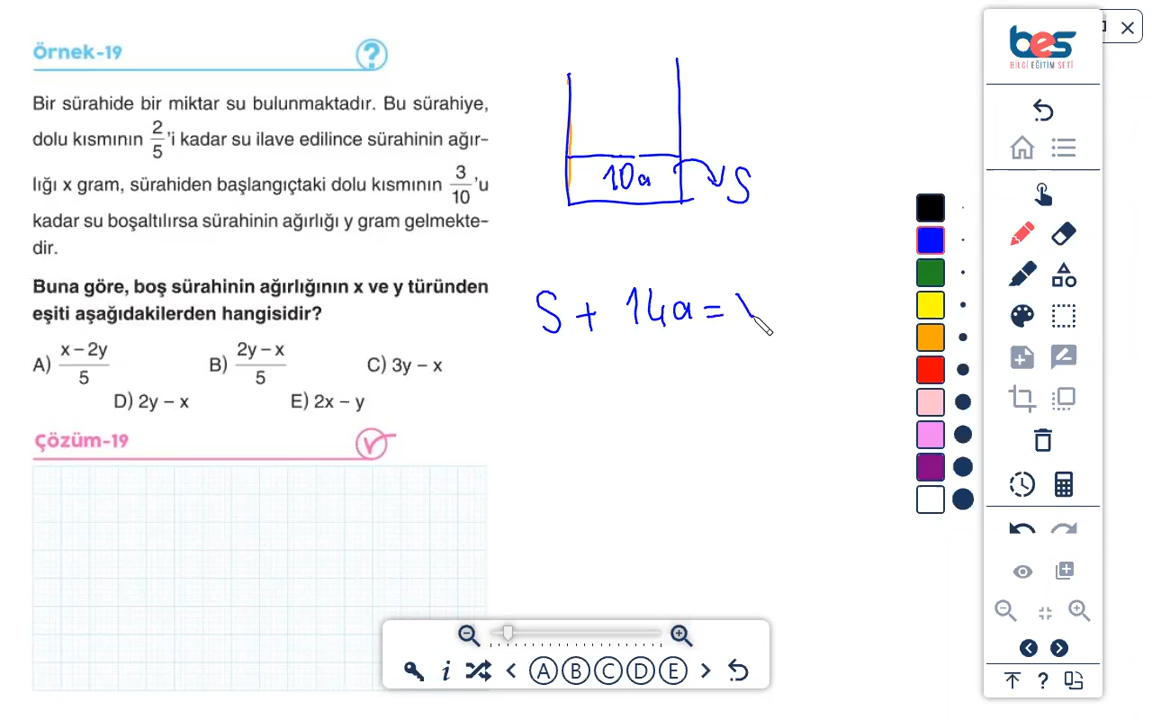 Örnek-19
?
Bir sürahide bir miktar su bulunmaktadır. Bu sürahiye,
dolu kısmının 2/5'i kadar su ilave edilince sürahinin ağır-
lığı x gram, sürahiden başlangıçtaki dolu kısmının 3/10'u
kadar su boşaltılırsa sürahinin ağırlığı y gram gelmekte-
dir.
Buna göre, boş sürahinin ağırlığının x ve y türünden
eşiti aşağıdakilerden hangisidir?
A) x – 2y / 5 B) 2y – x / 5 C) 3y – x
D) 2y – x E) 2x – y
Çözüm-19
10a
S
S + 14a =
bes
BİLGİ EĞİTİM SETİ
i < A B C D E >
?